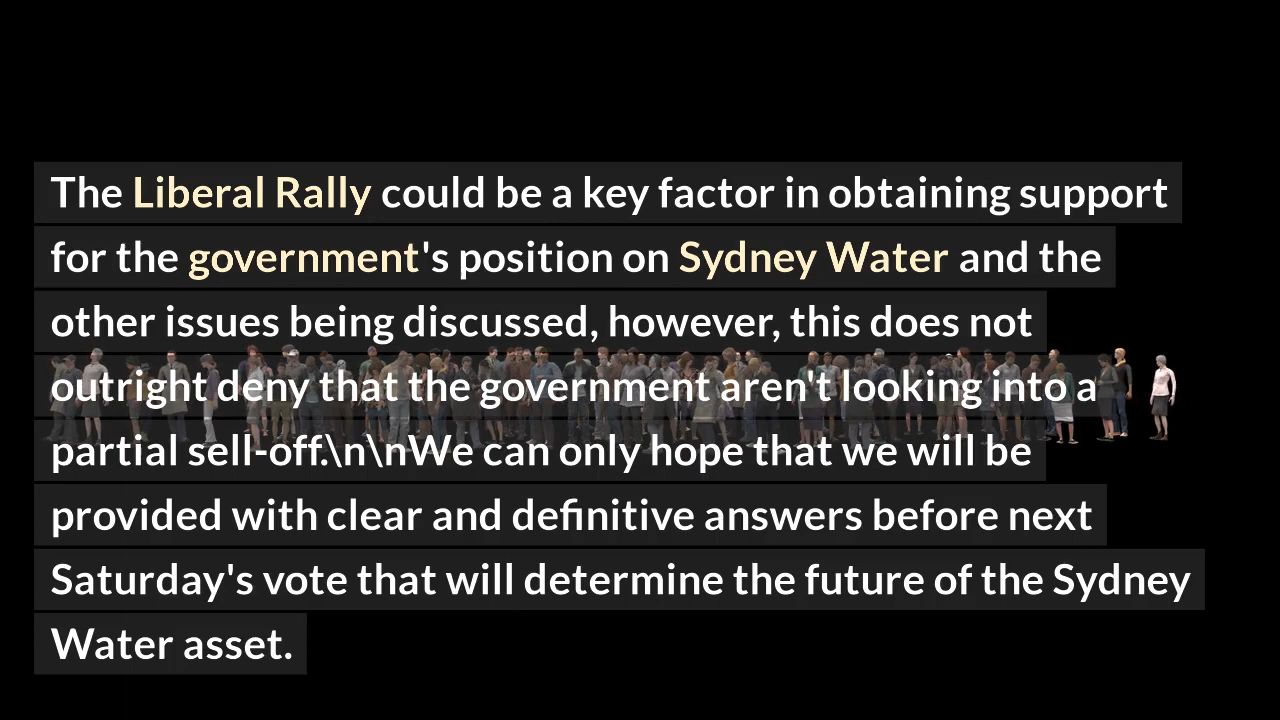 The Liberal Rally could be a key factor in obtaining support
for the government's position on Sydney Water and the
other issues being discussed, however, this does not
outright deny that the government aren't looking into a
partial sell-off.\n\nWe can only hope that we will be
provided with clear and definitive answers before next
Saturday's vote that will determine the future of the Sydney
Water asset.